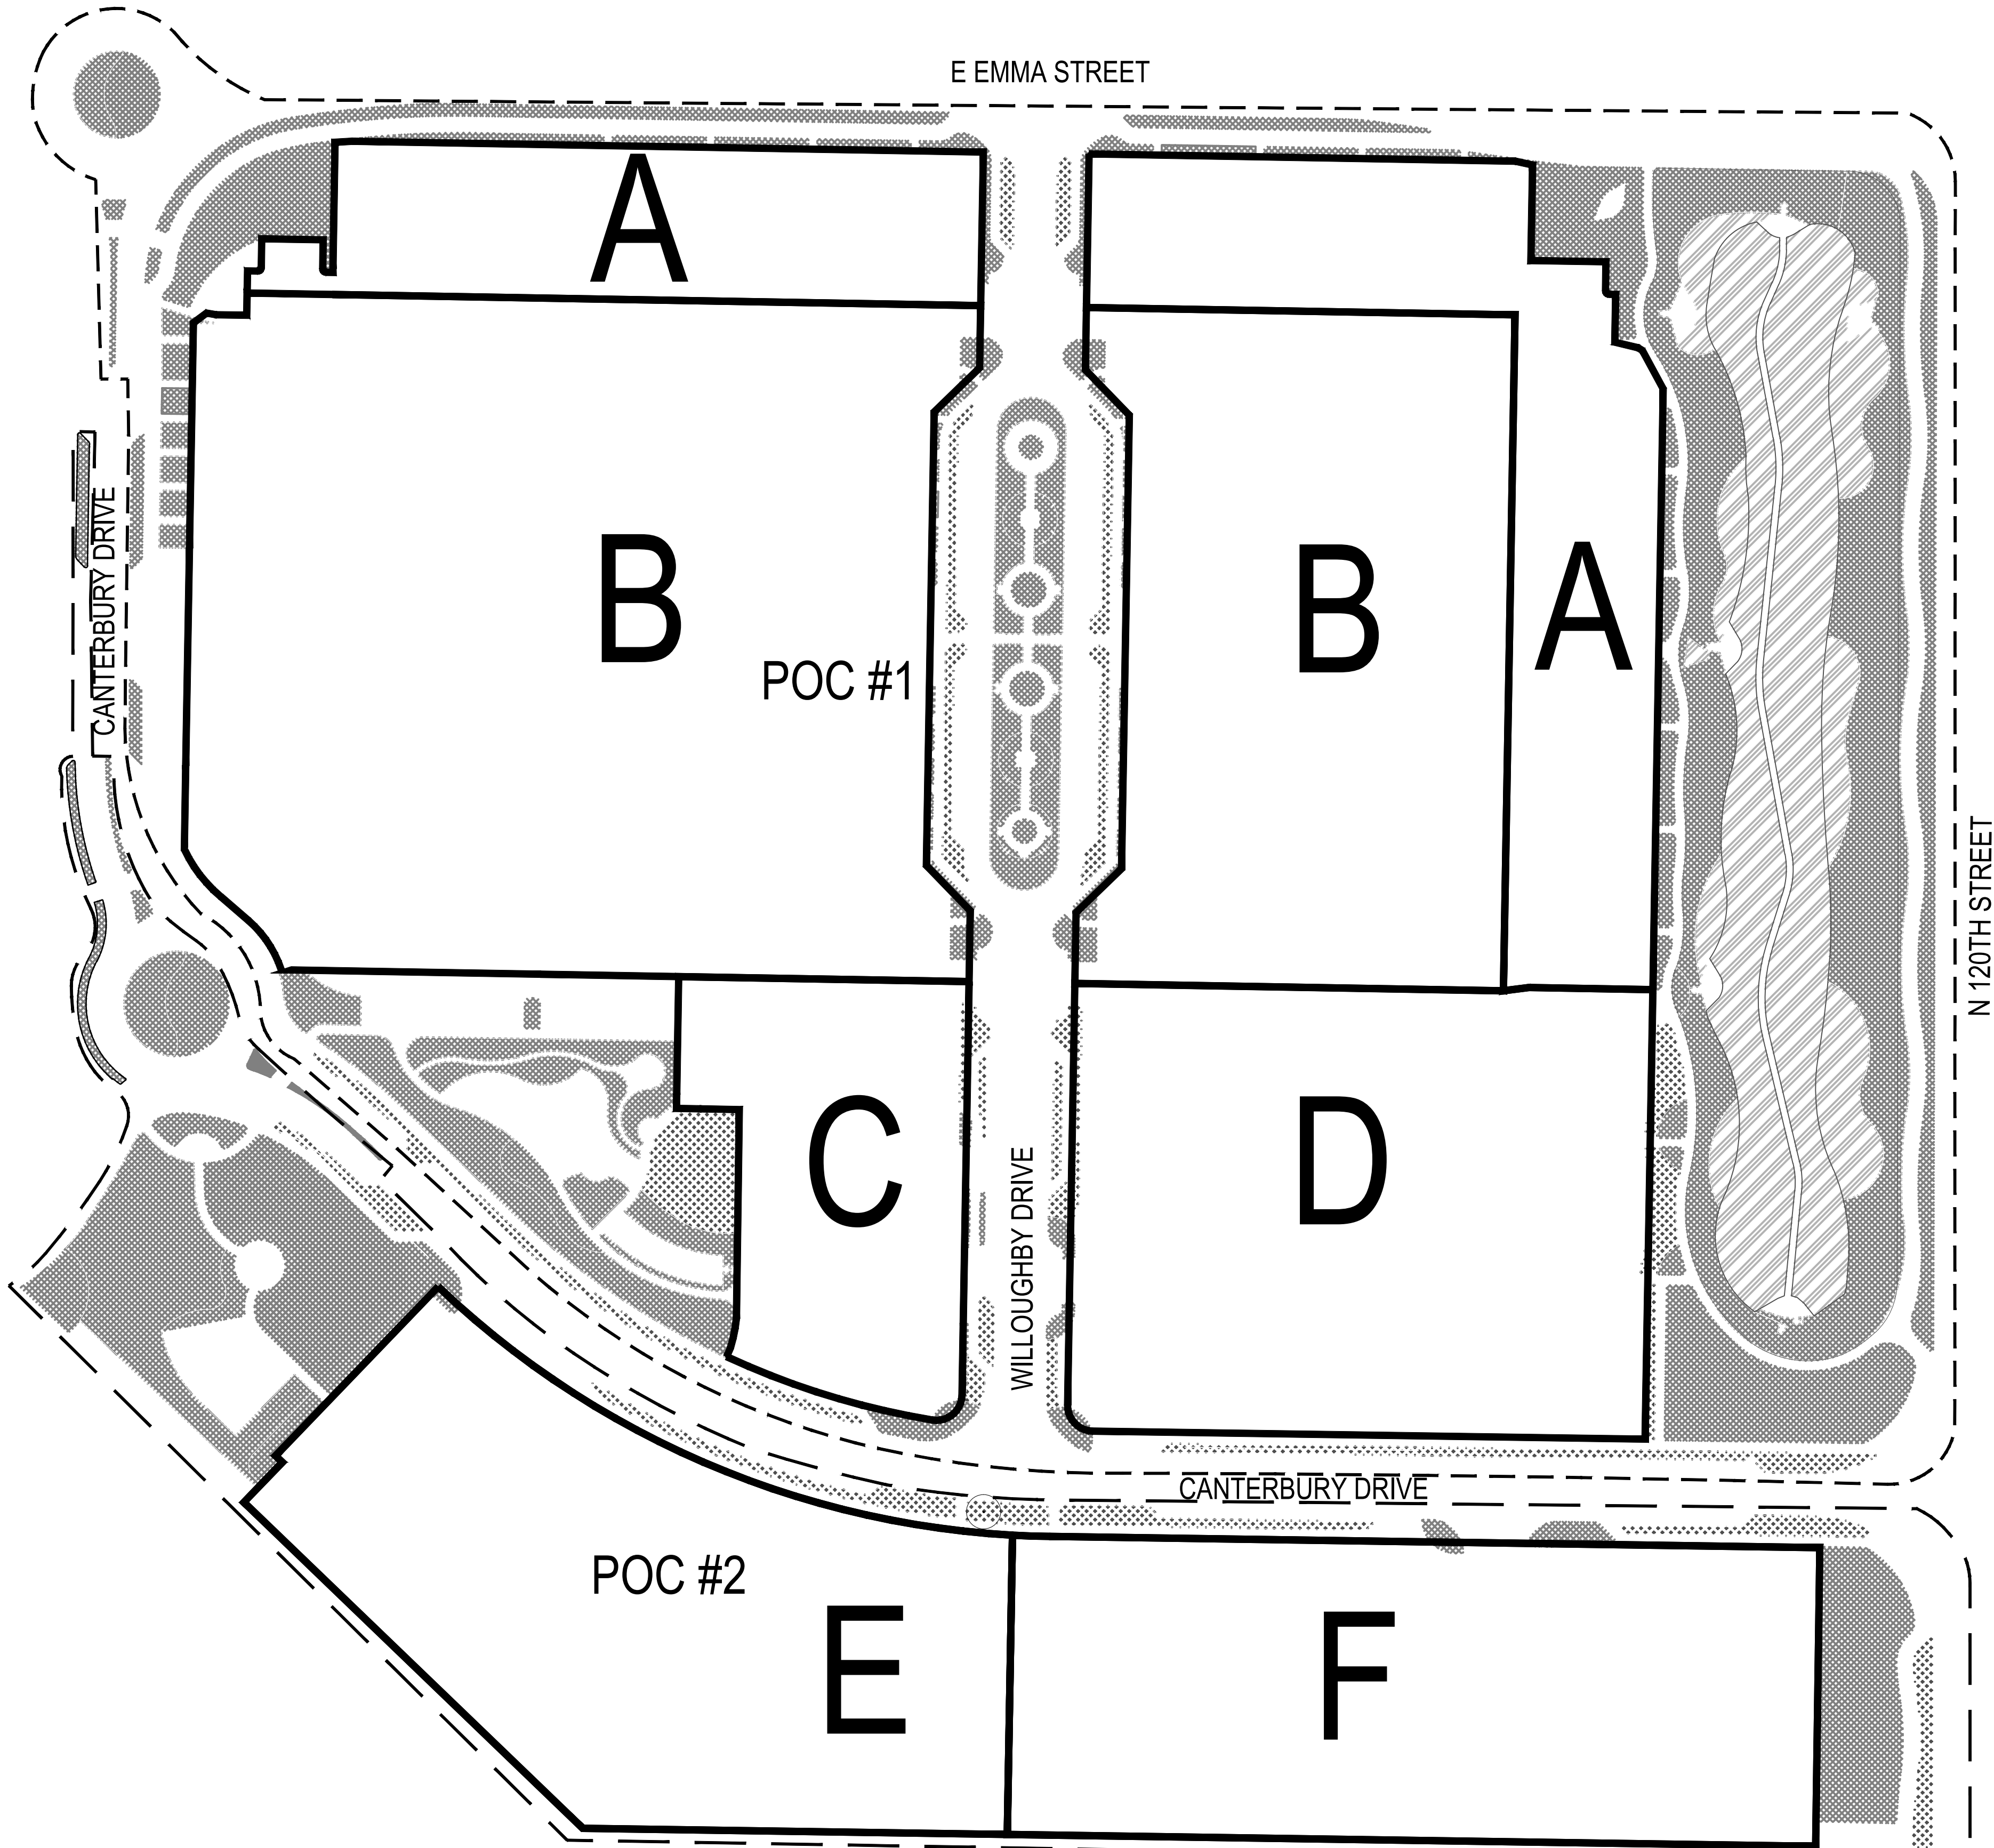 E EMMA STREET
A
B
B
A
CANTERBURY DRIVE
POC #1
N 120TH STREET
C
D
WILLOUGHBY DRIVE
CANTERBURY DRIVE
POC #2
E
F